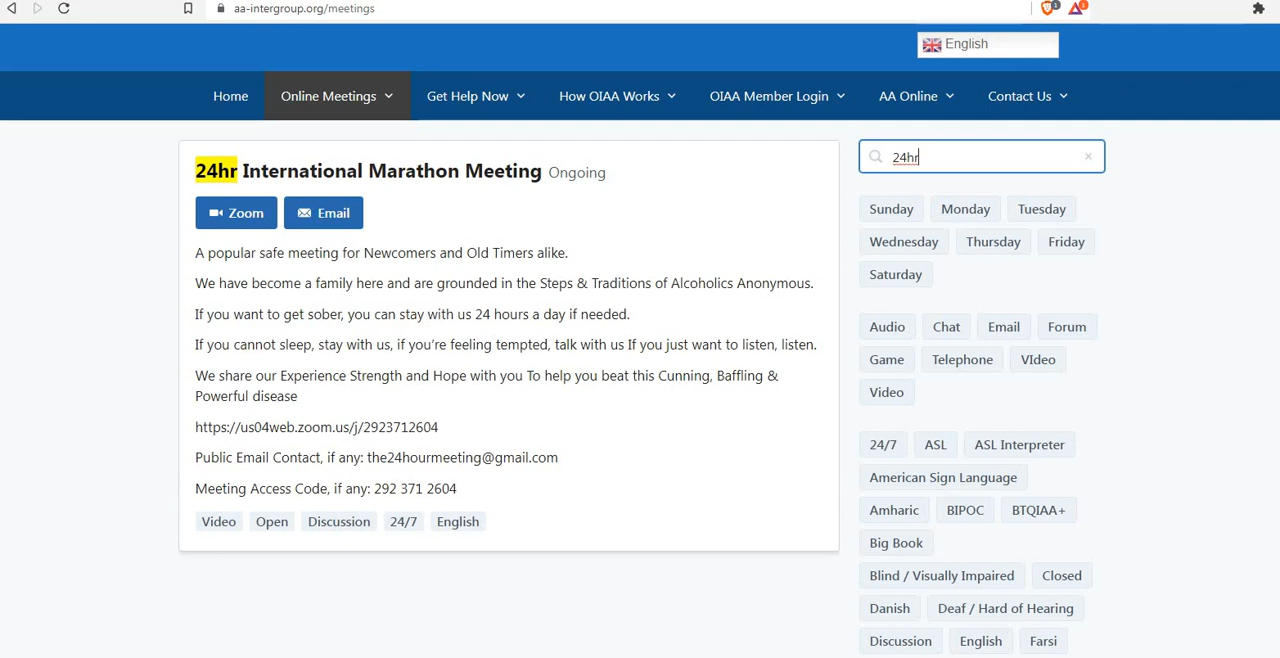 aa-intergroup.org/meetings
1
1
English
Home
Online Meetings
Get Help Now
How OIAA Works
OIAA Member Login
AA Online
Contact Us
24hr International Marathon Meeting Ongoing
Zoom
Email
A popular safe meeting for Newcomers and Old Timers alike.
We have become a family here and are grounded in the Steps & Traditions of Alcoholics Anonymous.
If you want to get sober, you can stay with us 24 hours a day if needed.
If you cannot sleep, stay with us, if you’re feeling tempted, talk with us If you just want to listen, listen.
We share our Experience Strength and Hope with you To help you beat this Cunning, Baffling &
Powerful disease
https://us04web.zoom.us/j/2923712604
Public Email Contact, if any: the24hourmeeting@gmail.com
Meeting Access Code, if any: 292 371 2604
Video Open Discussion 24/7 English
24hr
Sunday Monday Tuesday
Wednesday Thursday Friday
Saturday
Audio Chat Email Forum
Game Telephone VIdeo
Video
24/7 ASL ASL Interpreter
American Sign Language
Amharic BIPOC BTQIAA+
Big Book
Blind / Visually Impaired Closed
Danish Deaf / Hard of Hearing
Discussion English Farsi